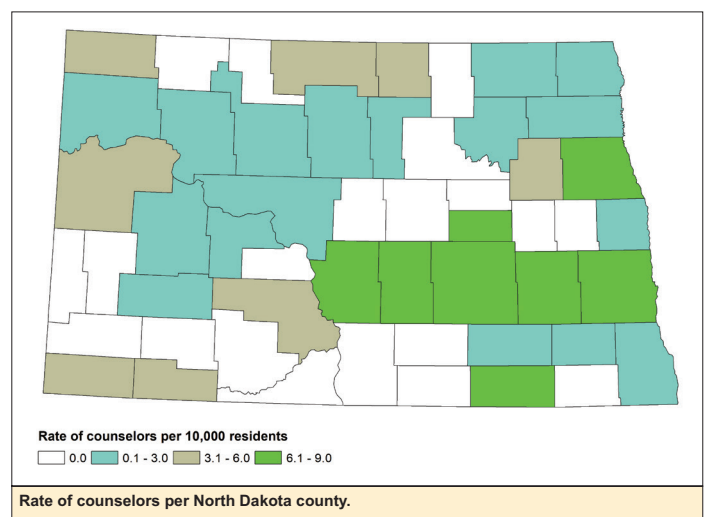 Rate of counselors per 10,000 residents
0.0 0.1 - 3.0 3.1 - 6.0 6.1 - 9.0
Rate of counselors per North Dakota county.